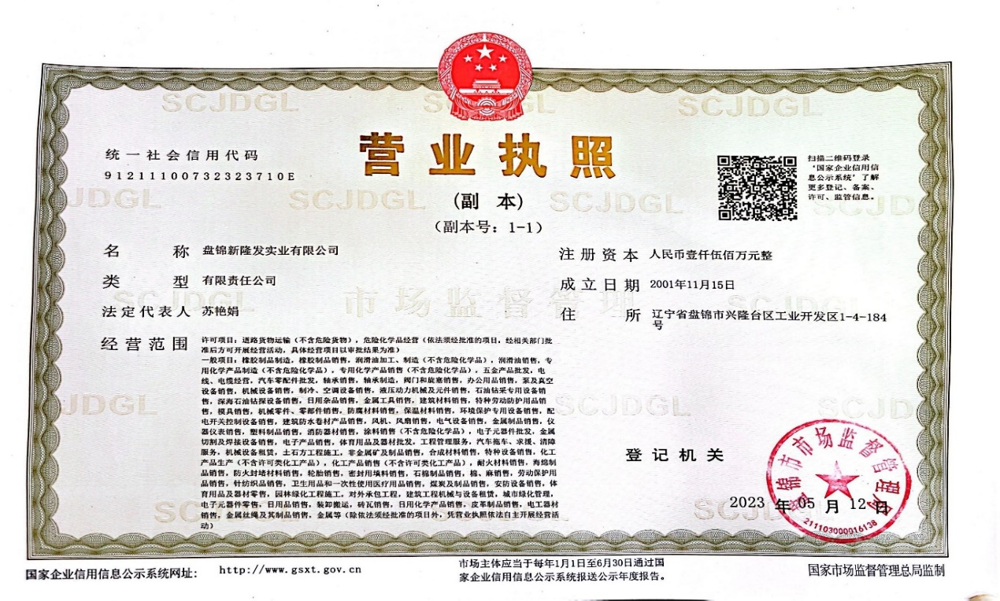 营业执照
(副 本)
(副本号：1-1)
统一社会信用代码
91211100732323710E
扫描二维码登录
‘国家企业信用信
息公示系统’了解
更多登记、备案、
许可、监管信息。
名 称 盘锦新隆发实业有限公司
类 型 有限责任公司
法定代表人 苏艳娟
经营范围 许可项目：道路货物运输（不含危险货物），危险化学品经营（依法须经批准的项目，经相关部门批
准后方可开展经营活动，具体经营项目以审批结果为准）
一般项目：橡胶制品制造，橡胶制品销售，润滑油加工、制造（不含危险化学品），润滑油销售，专
用化学产品制造（不含危险化学品），专用化学产品销售（不含危险化学品），五金产品批发，电
线、电缆经营，汽车零配件批发，轴承销售，轴承制造，阀门和旋塞销售，办公用品销售，泵及真空
设备销售，机械设备销售，制冷、空调设备销售，液压动力机械及元件销售，石油钻采专用设备销
售，深海石油钻探设备销售，日用杂品销售，金属工具销售，建筑材料销售，特种劳动防护用品销
售，模具销售，机械零件、零部件销售，防腐材料销售，保温材料销售，环境保护专用设备销售，配
电开关控制设备销售，建筑防水卷材产品销售，风机、风扇销售，电气设备销售，金属制品销售，仪
器仪表销售，塑料制品销售，消防器材销售，涂料销售（不含危险化学品），电子元器件批发，金属
切割及焊接设备销售，电子产品销售，体育用品及器材批发，工程管理服务，汽车拖车、求援、清障
服务，机械设备租赁，土石方工程施工，非金属矿及制品销售，合成材料销售，特种设备销售，化工
产品生产（不含许可类化工产品），化工产品销售（不含许可类化工产品），耐火材料销售，海绵制
品销售，防火封堵材料销售，轮胎销售，密封用填料销售，石棉制品销售，棉、麻销售，劳动保护用
品销售，针纺织品销售，卫生用品和一次性使用医疗用品销售，煤炭及制品销售，安防设备销售，体
育用品及器材零售，园林绿化工程施工，对外承包工程，建筑工程机械与设备租赁，城市绿化管理，
电子元器件零售，日用品销售，装卸搬运，砖瓦销售，日用化学产品销售，皮革制品销售，电工器材
销售，金属丝绳及其制品销售，金属等（除依法须经批准的项目外，凭营业执照依法自主开展经营活
动）
注册资本 人民币壹仟伍佰万元整
成立日期 2001年11月15日
住 所 辽宁省盘锦市兴隆台区工业开发区1-4-184
号
登记机关
2023 年 05 月 12 日
盘锦市市场监督管理局
211103000016138
国家企业信用信息公示系统网址： http://www.gsxt.gov.cn
市场主体应当于每年1月1日至6月30日通过国
家企业信用信息公示系统报送公示年度报告。
国家市场监督管理总局监制